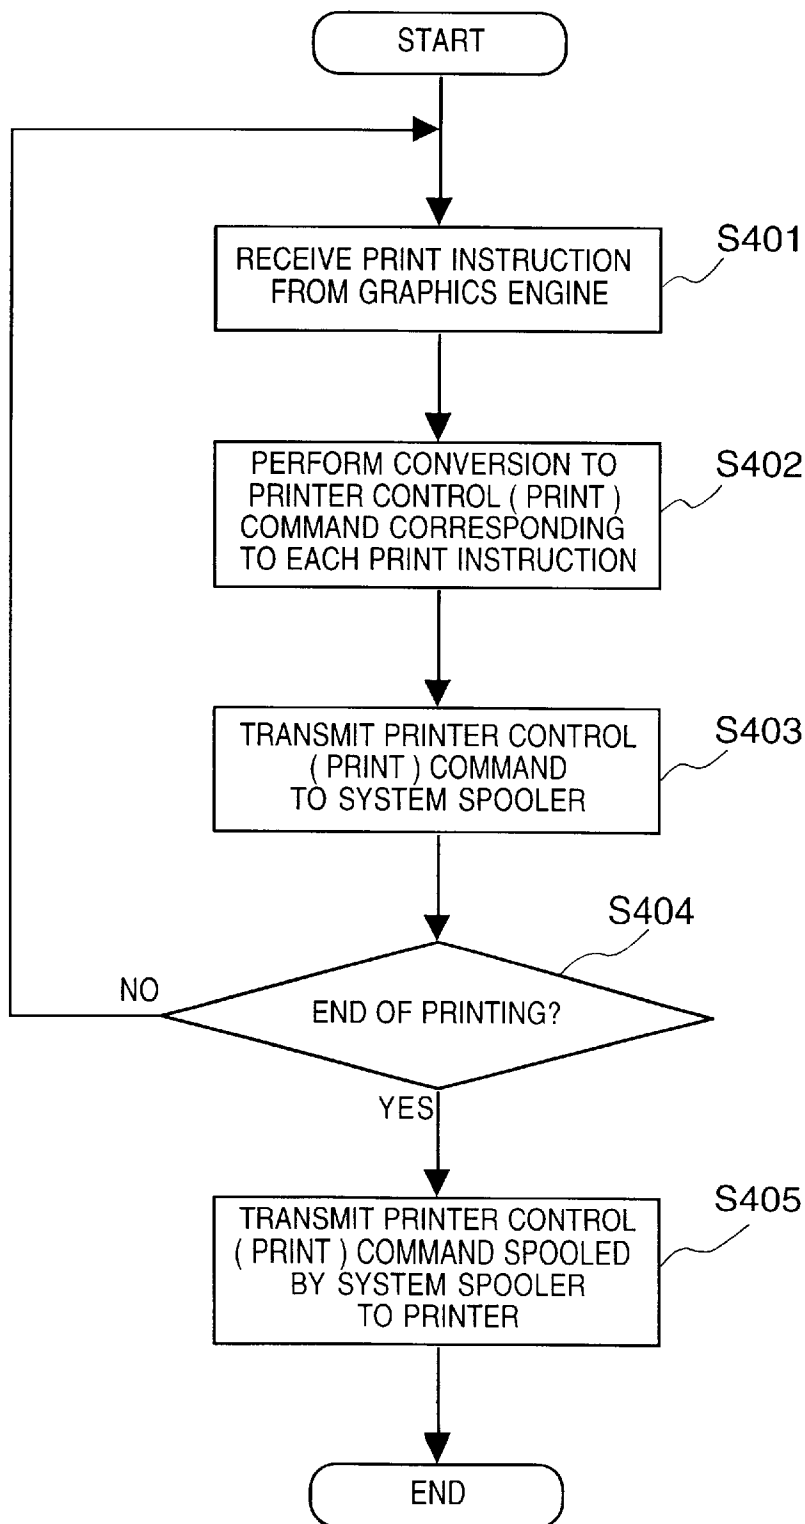 START
S401
RECEIVE PRINT INSTRUCTION
FROM GRAPHICS ENGINE
S402
PERFORM CONVERSION TO
PRINTER CONTROL ( PRINT )
COMMAND CORRESPONDING
TO EACH PRINT INSTRUCTION
S403
TRANSMIT PRINTER CONTROL
( PRINT ) COMMAND
TO SYSTEM SPOOLER
S404
NO
END OF PRINTING?
YES
S405
TRANSMIT PRINTER CONTROL
( PRINT ) COMMAND SPOOLED
BY SYSTEM SPOOLER
TO PRINTER
END